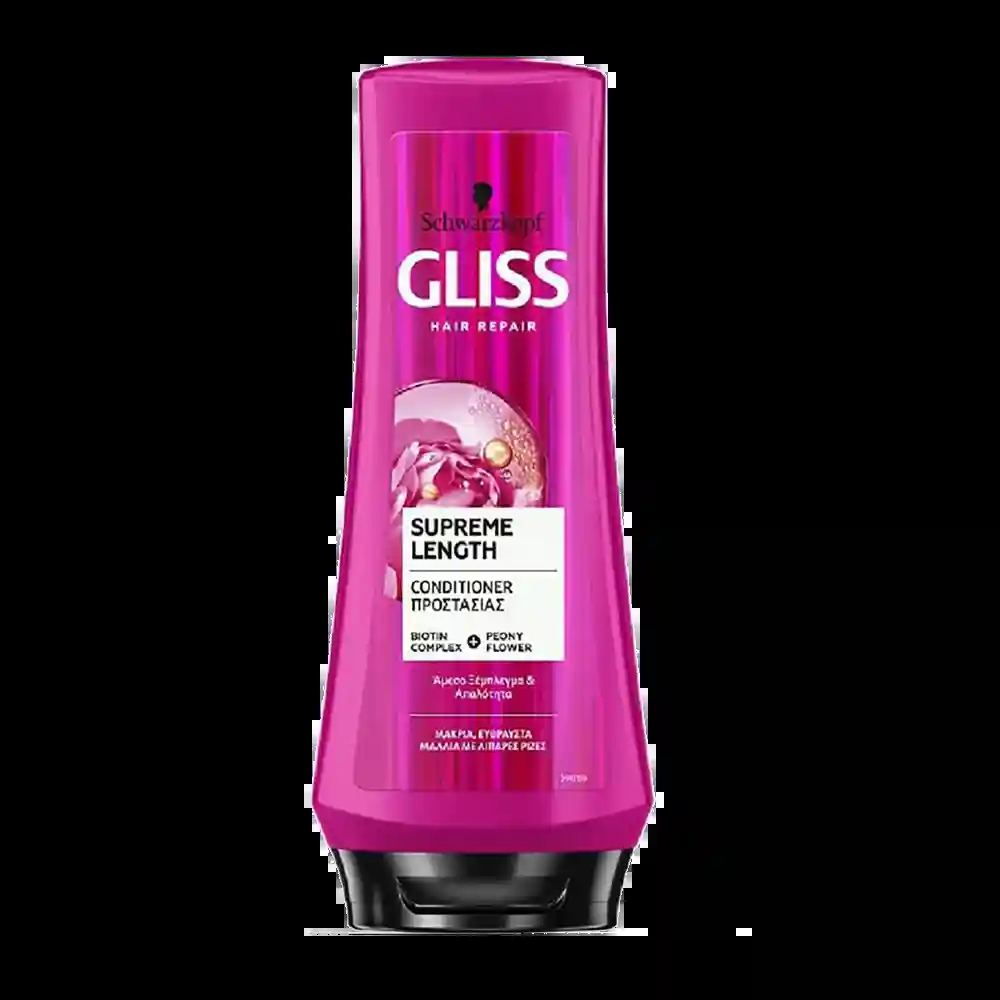 Schwarzkopf
GLISS
HAIR REPAIR
SUPREME
LENGTH
CONDITIONER
ΠΡΟΣΤΑΣΙΑΣ
BIOTIN
COMPLEX + PEONY
FLOWER
Άμεσο Ξέμπλεγμα &
Απαλότητα
ΜΑΚΡΙΑ, ΕΥΘΡΑΥΣΤΑ
ΜΑΛΛΙΑ ΜΕ ΛΙΠΑΡΕΣ ΡΙΖΕΣ